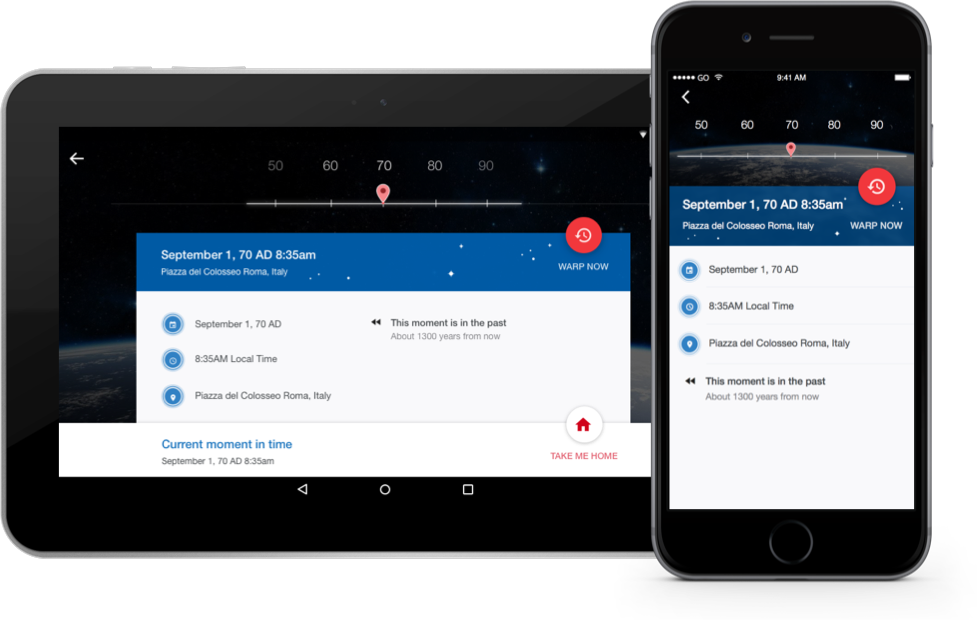 50 60 70 80 90
September 1, 70 AD 8:35am
Piazza del Colosseo Roma, Italy
WARP NOW
September 1, 70 AD
8:35AM Local Time
Piazza del Colosseo Roma, Italy
This moment is in the past
About 1300 years from now
Current moment in time
September 1, 70 AD 8:35am
TAKE ME HOME
GO 9:41 AM
50 60 70 80 90
September 1, 70 AD 8:35am
Piazza del Colosseo Roma, Italy
WARP NOW
September 1, 70 AD
8:35AM Local Time
Piazza del Colosseo Roma, Italy
This moment is in the past
About 1300 years from now